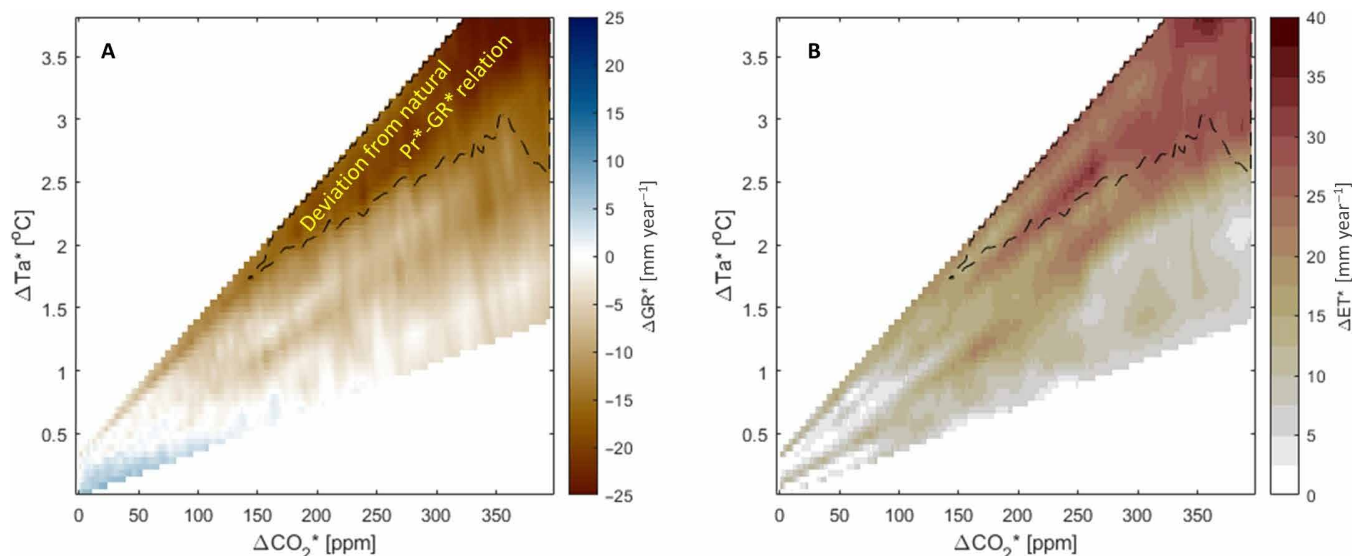 A
Deviation from natural
Pr*-GR* relation
3.5
3
2.5
2
1.5
1
0.5
ΔTa* [°C]
0 50 100 150 200 250 300 350
ΔCO₂* [ppm]
25
20
15
10
5
0
−5
−10
−15
−20
−25
ΔGR* [mm year⁻¹]
B
3.5
3
2.5
2
1.5
1
0.5
ΔTa* [°C]
0 50 100 150 200 250 300 350
ΔCO₂* [ppm]
40
35
30
25
20
15
10
5
0
ΔET* [mm year⁻¹]